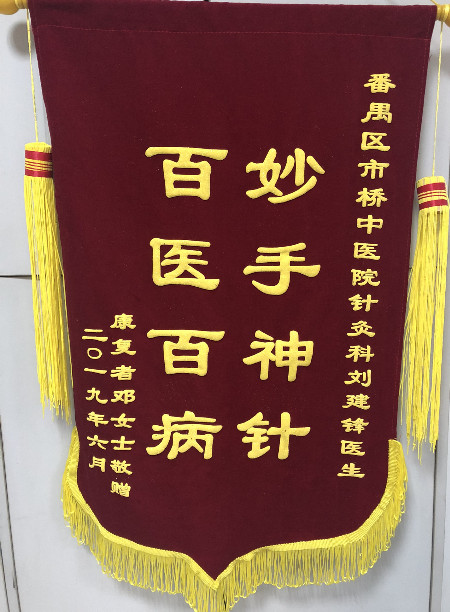 番禺区市桥中医院针灸科刘建锋医生
妙手神针
百医百病
康复者邓女士敬赠
二〇一九年六月